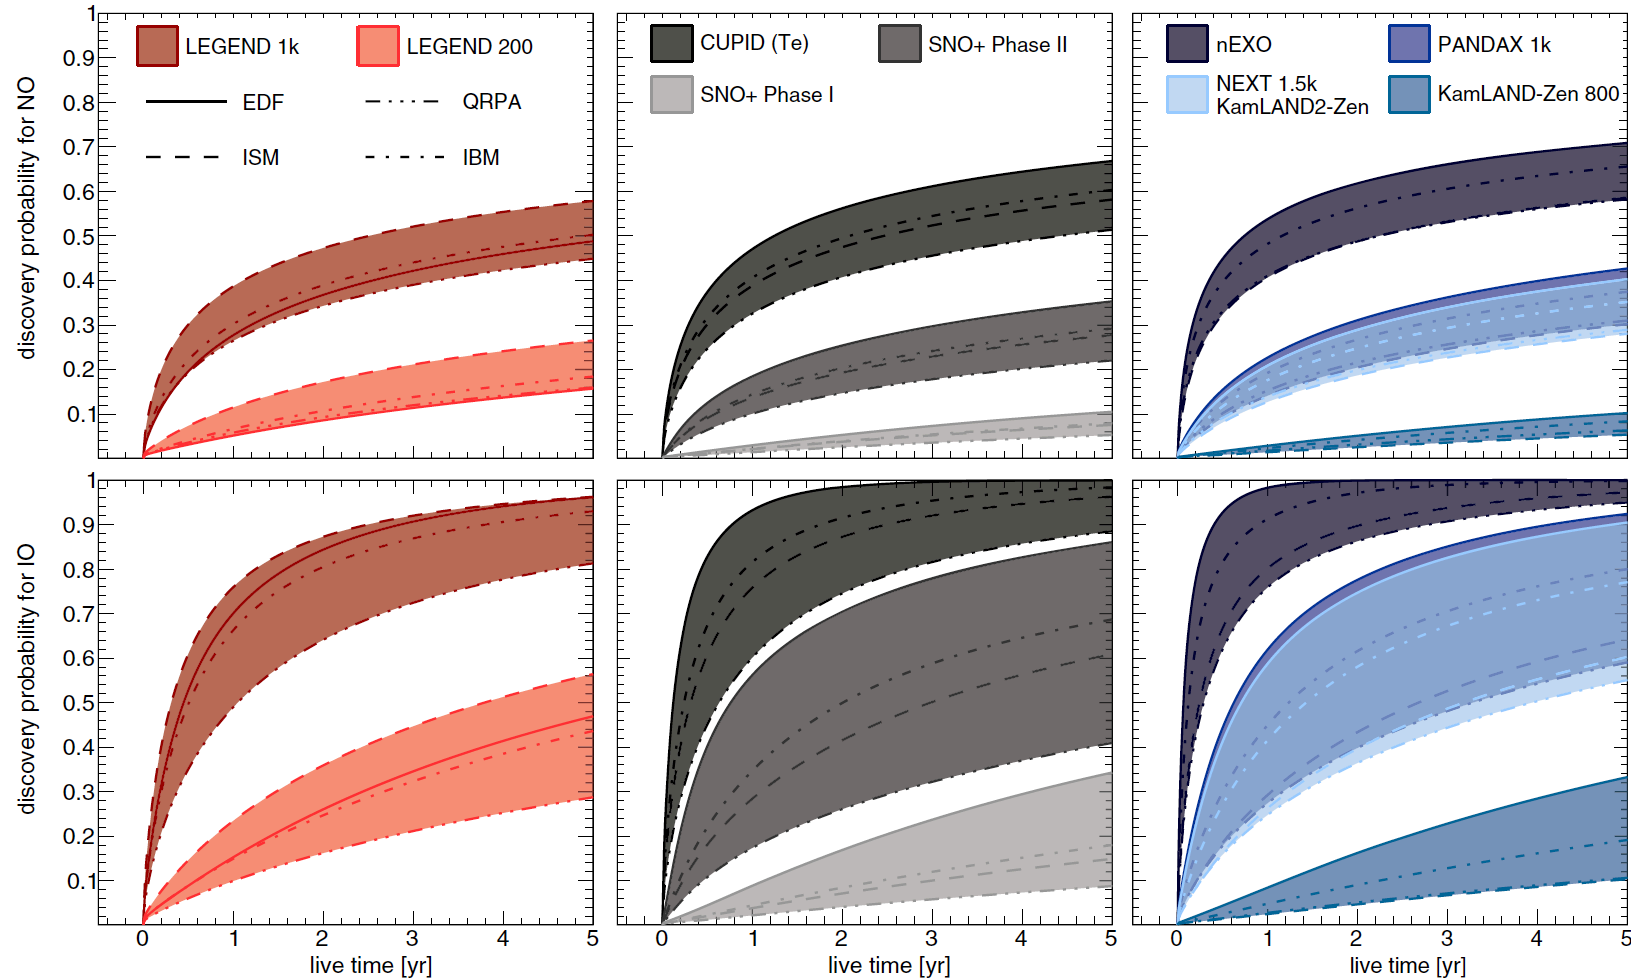 discovery probability for NO
1
0.9
0.8
0.7
0.6
0.5
0.4
0.3
0.2
0.1
LEGEND 1k
LEGEND 200
EDF
QRPA
ISM
IBM
CUPID (Te)
SNO+ Phase II
SNO+ Phase I
nEXO
PANDAX 1k
NEXT 1.5k
KamLAND2-Zen
KamLAND-Zen 800
discovery probability for IO
1
0.9
0.8
0.7
0.6
0.5
0.4
0.3
0.2
0.1
0 1 2 3 4 5
live time [yr]
0 1 2 3 4 5
live time [yr]
0 1 2 3 4 5
live time [yr]